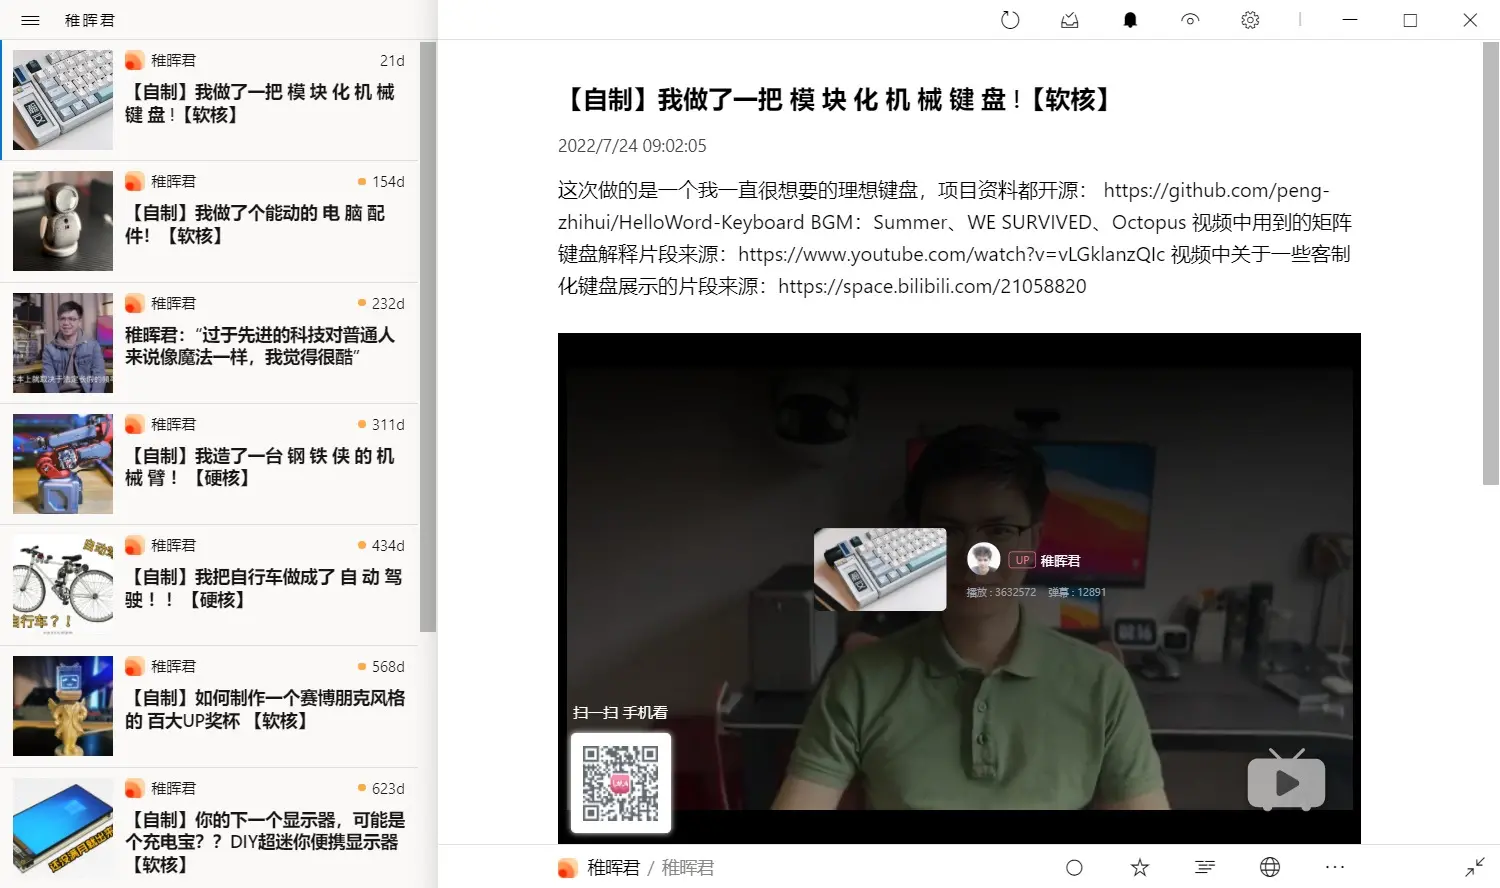 稚晖君
稚晖君
21d
【自制】我做了一把 模 块 化 机 械
键 盘 !【软核】
稚晖君
154d
【自制】我做了个能动的 电 脑 配
件！【软核】
稚晖君
232d
稚晖君：“过于先进的科技对普通人
来说像魔法一样，我觉得很酷”
稚晖君
311d
【自制】我造了一台 钢 铁 侠 的 机
械 臂 ！【硬核】
稚晖君
434d
【自制】我把自行车做成了 自 动 驾
驶 ！！【硬核】
自行车？！
稚晖君
568d
【自制】如何制作一个赛博朋克风格
的 百大UP奖杯 【软核】
稚晖君
623d
【自制】你的下一个显示器，可能是
个充电宝？？DIY超迷你便携显示器
【软核】
【自制】我做了一把 模 块 化 机 械 键 盘 !【软核】
2022/7/24 09:02:05
这次做的是一个我一直很想要的理想键盘，项目资料都开源： https://github.com/peng-
zhihui/HelloWord-Keyboard BGM：Summer、WE SURVIVED、Octopus 视频中用到的矩阵
键盘解释片段来源：https://www.youtube.com/watch?v=vLGklanzQIc 视频中关于一些客制
化键盘展示的片段来源：https://space.bilibili.com/21058820
UP 稚晖君
播放 : 3632572 弹幕 : 12891
扫一扫 手机看
稚晖君 / 稚晖君